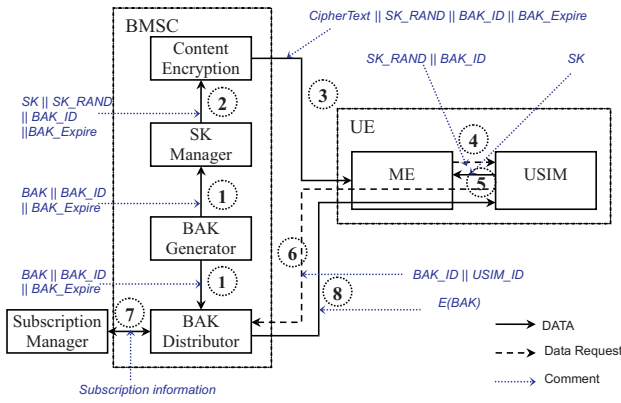 CipherText || SK_RAND || BAK_ID || BAK_Expire
BMSC
Content
Encryption
SK_RAND || BAK_ID
SK
SK || SK_RAND
|| BAK_ID
||BAK_Expire
2
3
UE
4
SK
Manager
ME
USIM
5
BAK || BAK_ID
|| BAK_Expire
1
BAK
Generator
6
BAK || BAK_ID
|| BAK_Expire
1
BAK_ID || USIM_ID
8
E(BAK)
Subscription
Manager
7
BAK
Distributor
DATA
Data Request
Comment
Subscription information